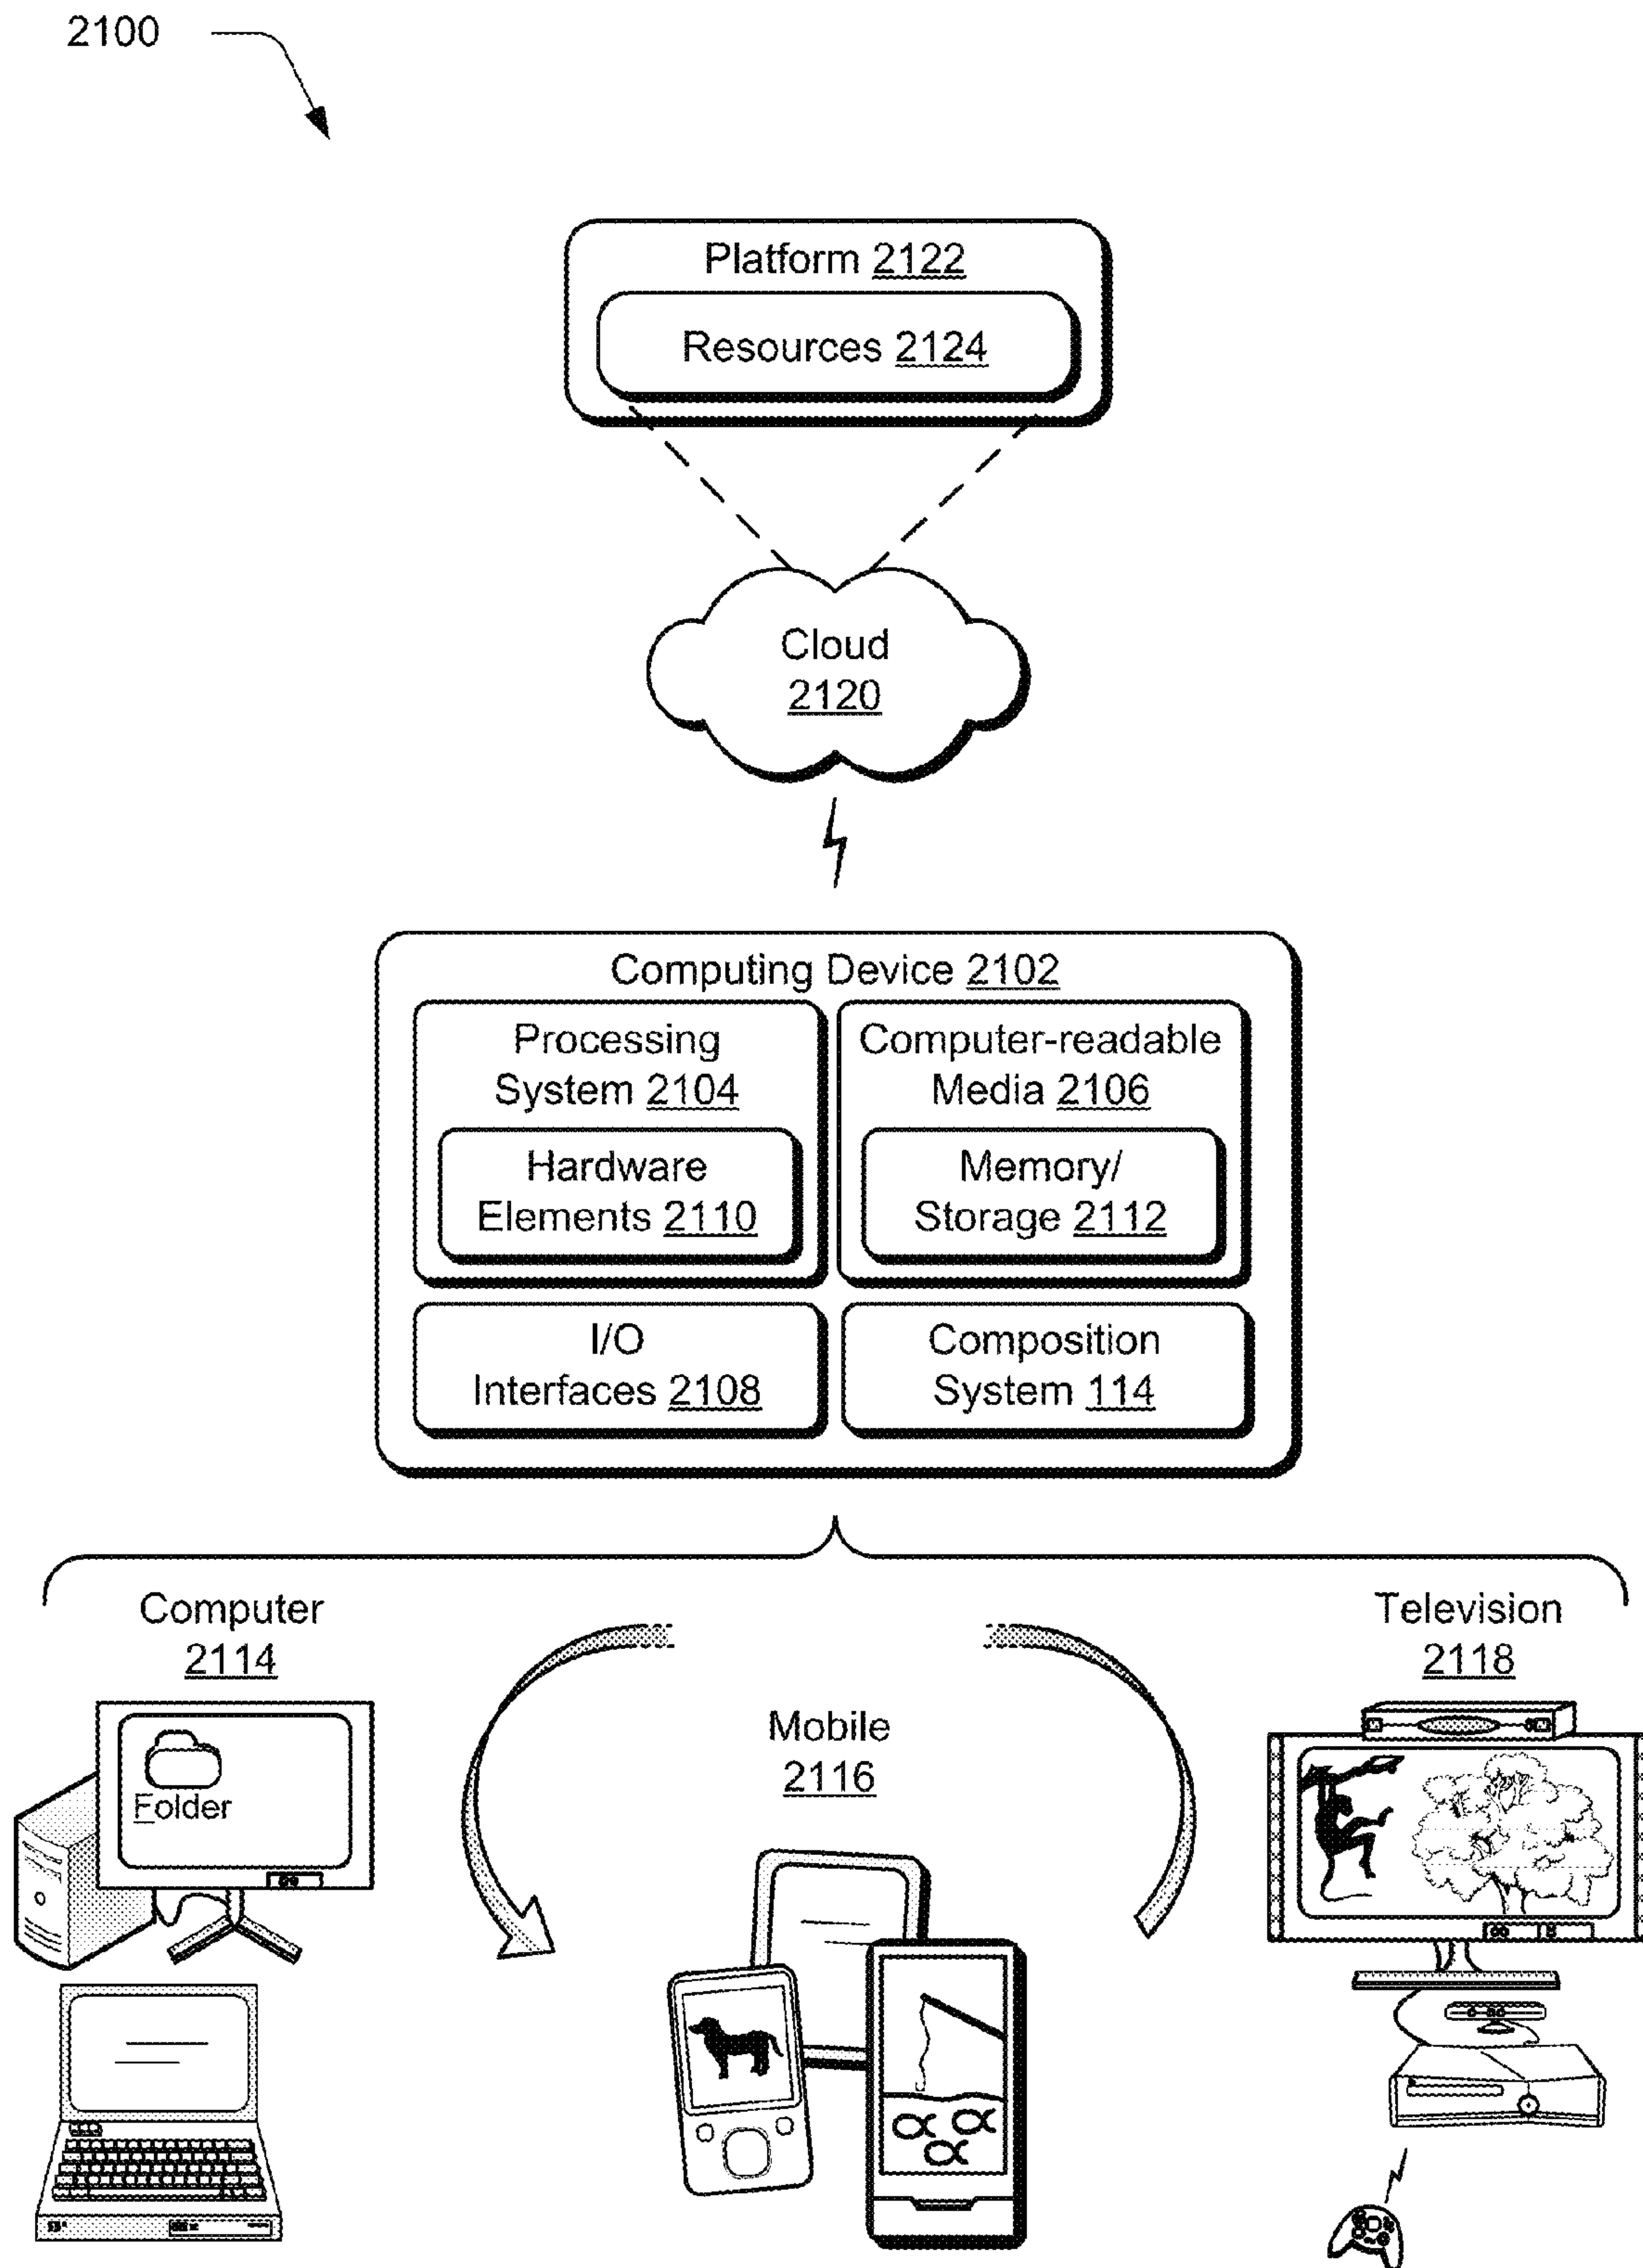 2100
Platform 2122
Resources 2124
Cloud
2120
Computing Device 2102
Processing
System 2104
Hardware
Elements 2110
Computer-readable
Media 2106
Memory/
Storage 2112
I/O
Interfaces 2108
Composition
System 114
Computer
2114
Folder
Mobile
2116
Television
2118